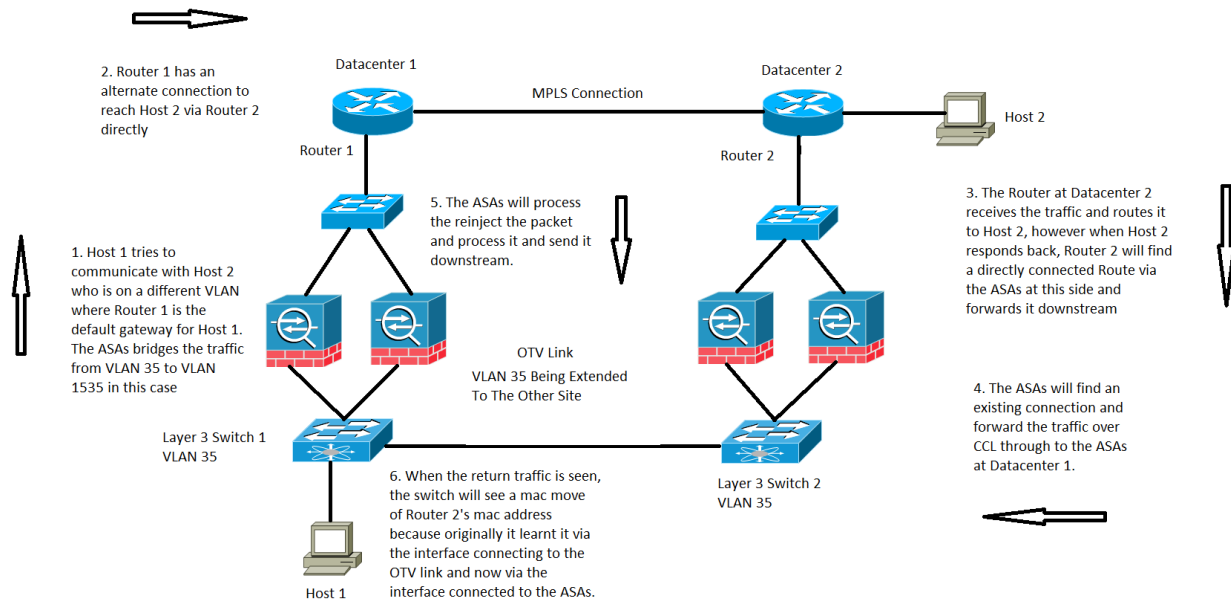 Datacenter 1
Datacenter 2
2. Router 1 has an
alternate connection to
reach Host 2 via Router 2
directly
MPLS Connection
Host 2
Router 1
Router 2
5. The ASAs will process
the reinject the packet
and process it and send it
downstream.
3. The Router at Datacenter 2
receives the traffic and routes it
to Host 2, however when Host 2
responds back, Router 2 will find
a directly connected Route via
the ASAs at this side and
forwards it downstream
1. Host 1 tries to
communicate with Host 2
who is on a different VLAN
where Router 1 is the
default gateway for Host 1.
The ASAs bridges the traffic
from VLAN 35 to VLAN
1535 in this case
OTV Link
VLAN 35 Being Extended
To The Other Site
4. The ASAs will find an
existing connection and
forward the traffic over
CCL through to the ASAs
at Datacenter 1.
Layer 3 Switch 1
VLAN 35
Layer 3 Switch 2
VLAN 35
6. When the return traffic is seen,
the switch will see a mac move
of Router 2's mac address
because originally it learnt it via
the interface connecting to the
OTV link and now via the
interface connected to the ASAs.
Host 1